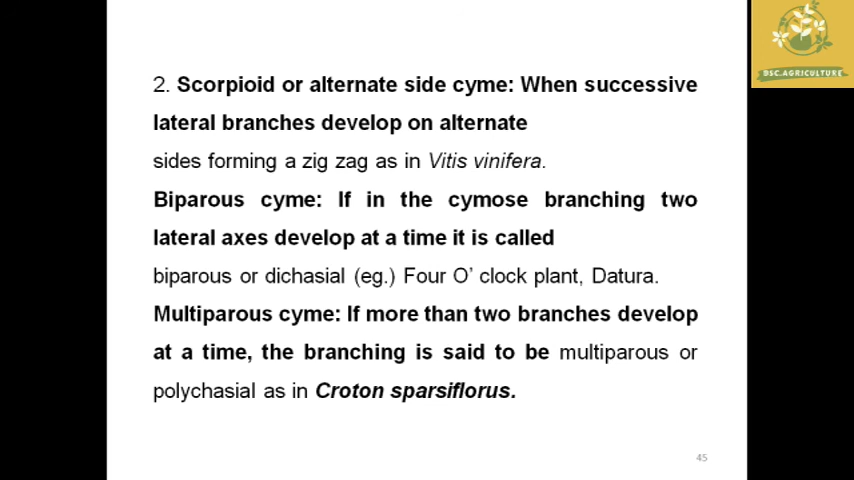 2. Scorpioid or alternate side cyme: When successive
lateral branches develop on alternate
sides forming a zig zag as in Vitis vinifera.
Biparous cyme: If in the cymose branching two
lateral axes develop at a time it is called
biparous or dichasial (eg.) Four O' clock plant, Datura.
Multiparous cyme: If more than two branches develop
at a time, the branching is said to be multiparous or
polychasial as in Croton sparsiflorus.
45
BSC.AGRICULTURE